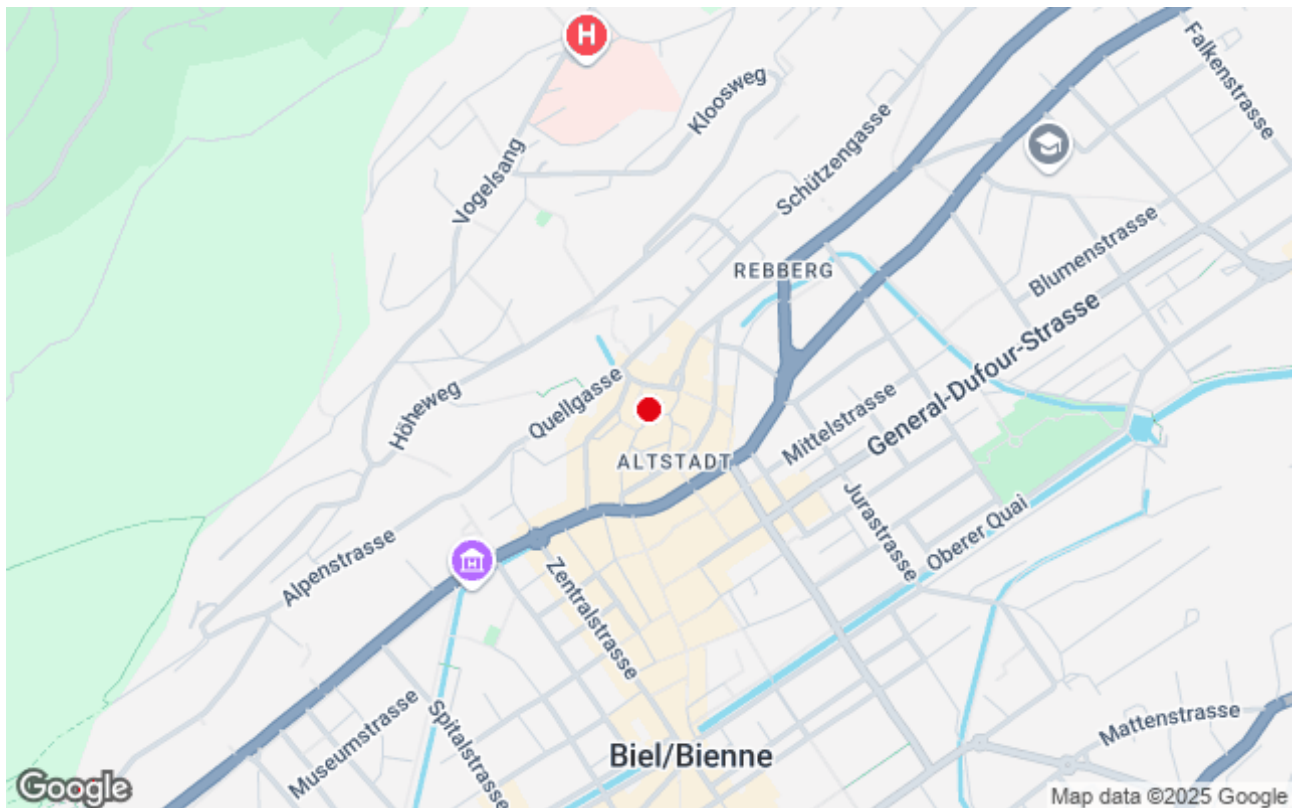 H
Falkenstrasse
Kloosweg
Schützengasse
Vogelsang
Blumenstrasse
REBBERG
General-Dufour-Strasse
Höheweg
Quellgasse
Mittelstrasse
ALTSTADT
Jurastrasse
Oberer Quai
Alpenstrasse
Zentralstrasse
Museumstrasse
Spitalstrasse
Mattenstrasse
Biel/Bienne
Google
Map data ©2025 Google